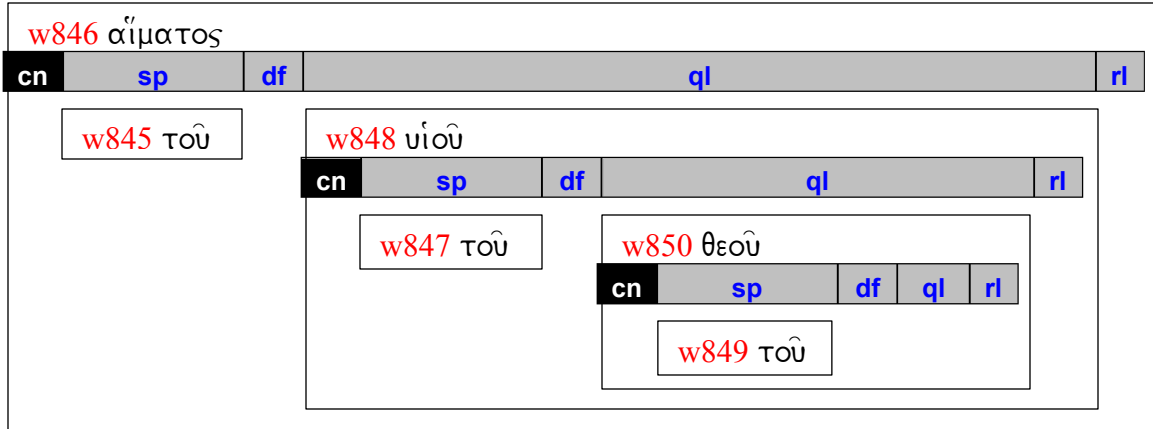 w846 αἵματος
cn sp df ql rl
w845 τοῦ
w848 υἱοῦ
cn sp df ql rl
w847 τοῦ
w850 θεοῦ
cn sp df ql rl
w849 τοῦ